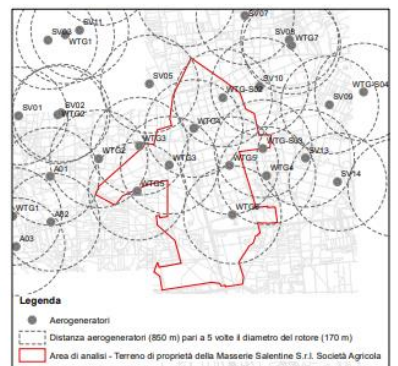 SV07
SV11
SV03
WTG1
SV08
WTG7
SV05
SV10
WTG-S02
WTG-S04
SV09
SV01
SV02
WTG2
WTG4
WTG3
WTG-S03
WTG2
WTG3
WTG5
SV13
A01
WTG4
SV14
WTG5
WTG1
A02
WTG6
A03
Legenda
Aerogeneratori
Distanza aerogeneratori (850 m) pari a 5 volte il diametro del rotore (170 m)
Area di analisi - Terreno di proprietà della Masserie Salentine S.r.l. Società Agricola